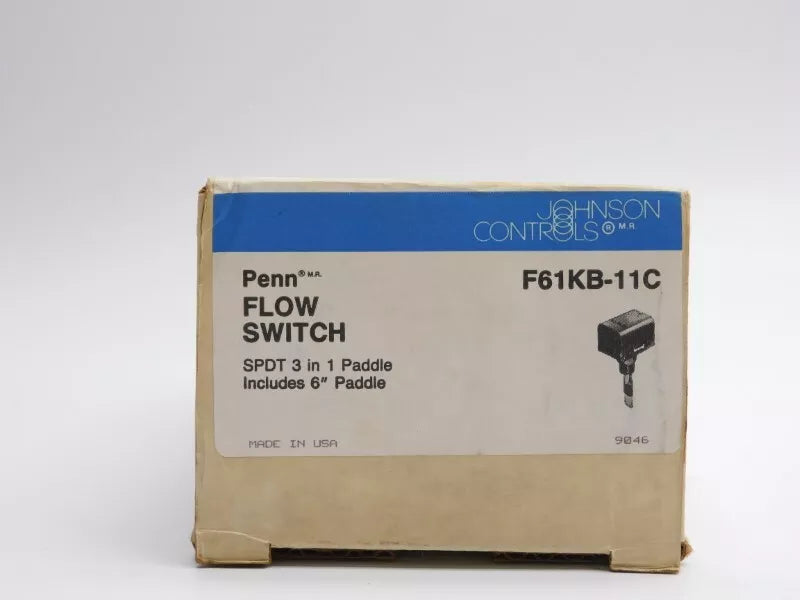 JOHNSON
CONTROLS® M.R.
Penn® M.R.
F61KB-11C
FLOW
SWITCH
SPDT 3 in 1 Paddle
Includes 6" Paddle
MADE IN USA
9046